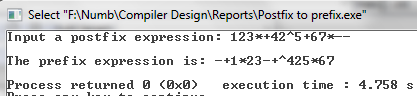 Select "F:\Numb\Compiler Design\Reports\Postfix to prefix.exe"
Input a postfix expression: 123*+42^5+67*--
The prefix expression is: -+1*23-+^425*67
Process returned 0 (0x0)   execution time : 4.758 s